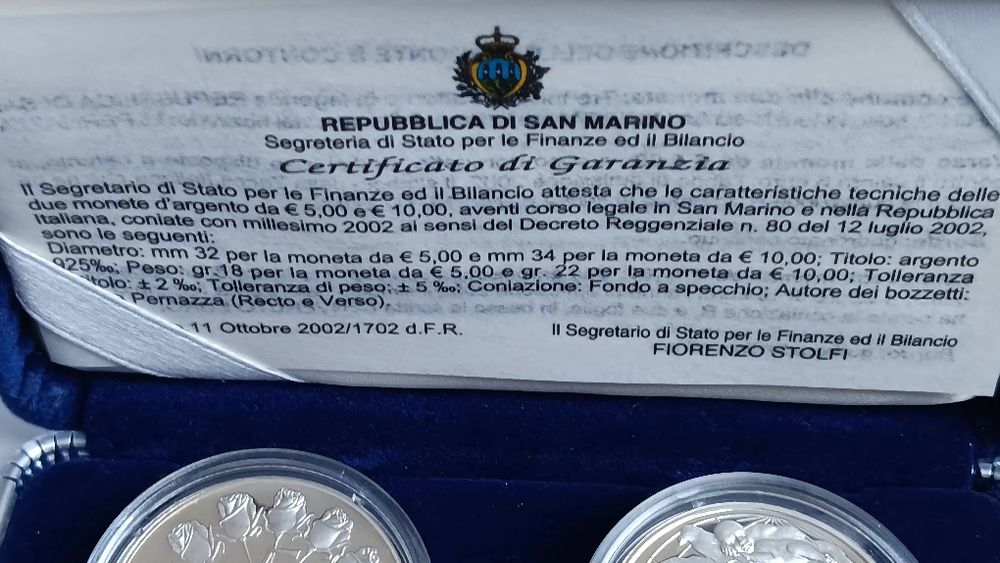 REPUBBLICA DI SAN MARINO
Segreteria di Stato per le Finanze ed il Bilancio
Certificato di Garanzia
Il Segretario di Stato per le Finanze ed il Bilancio attesta che le caratteristiche tecniche delle
due monete d'argento da € 5,00 e € 10,00, aventi corso legale in San Marino e nella Repubblica
Italiana, coniate con millesimo 2002 ai sensi del Decreto Reggenziale n. 80 del 12 luglio 2002,
sono le seguenti:
Diametro: mm 32 per la moneta da € 5,00 e mm 34 per la moneta da € 10,00; Titolo: argento
925‰; Peso: gr.18 per la moneta da € 5,00 e gr. 22 per la moneta da € 10,00; Tolleranza
± 2 ‰; Tolleranza di peso: ± 5 ‰; Coniazione: Fondo a specchio; Autore dei bozzetti:
Pernazza (Recto e Verso).
11 Ottobre 2002/1702 d.F.R.
Il Segretario di Stato per le Finanze ed il Bilancio
FIORENZO STOLFI